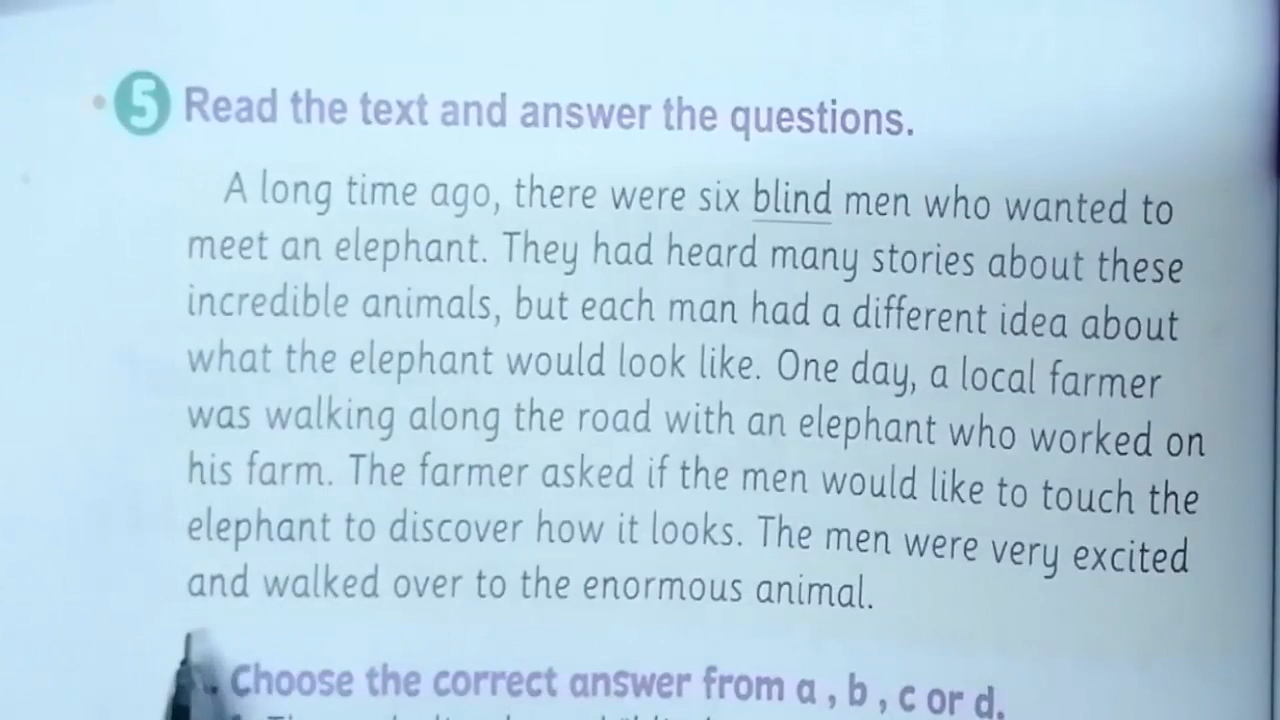 5 Read the text and answer the questions.
A long time ago, there were six blind men who wanted to
meet an elephant. They had heard many stories about these
incredible animals, but each man had a different idea about
what the elephant would look like. One day, a local farmer
was walking along the road with an elephant who worked on
his farm. The farmer asked if the men would like to touch the
elephant to discover how it looks. The men were very excited
and walked over to the enormous animal.
Choose the correct answer from a , b , c or d.